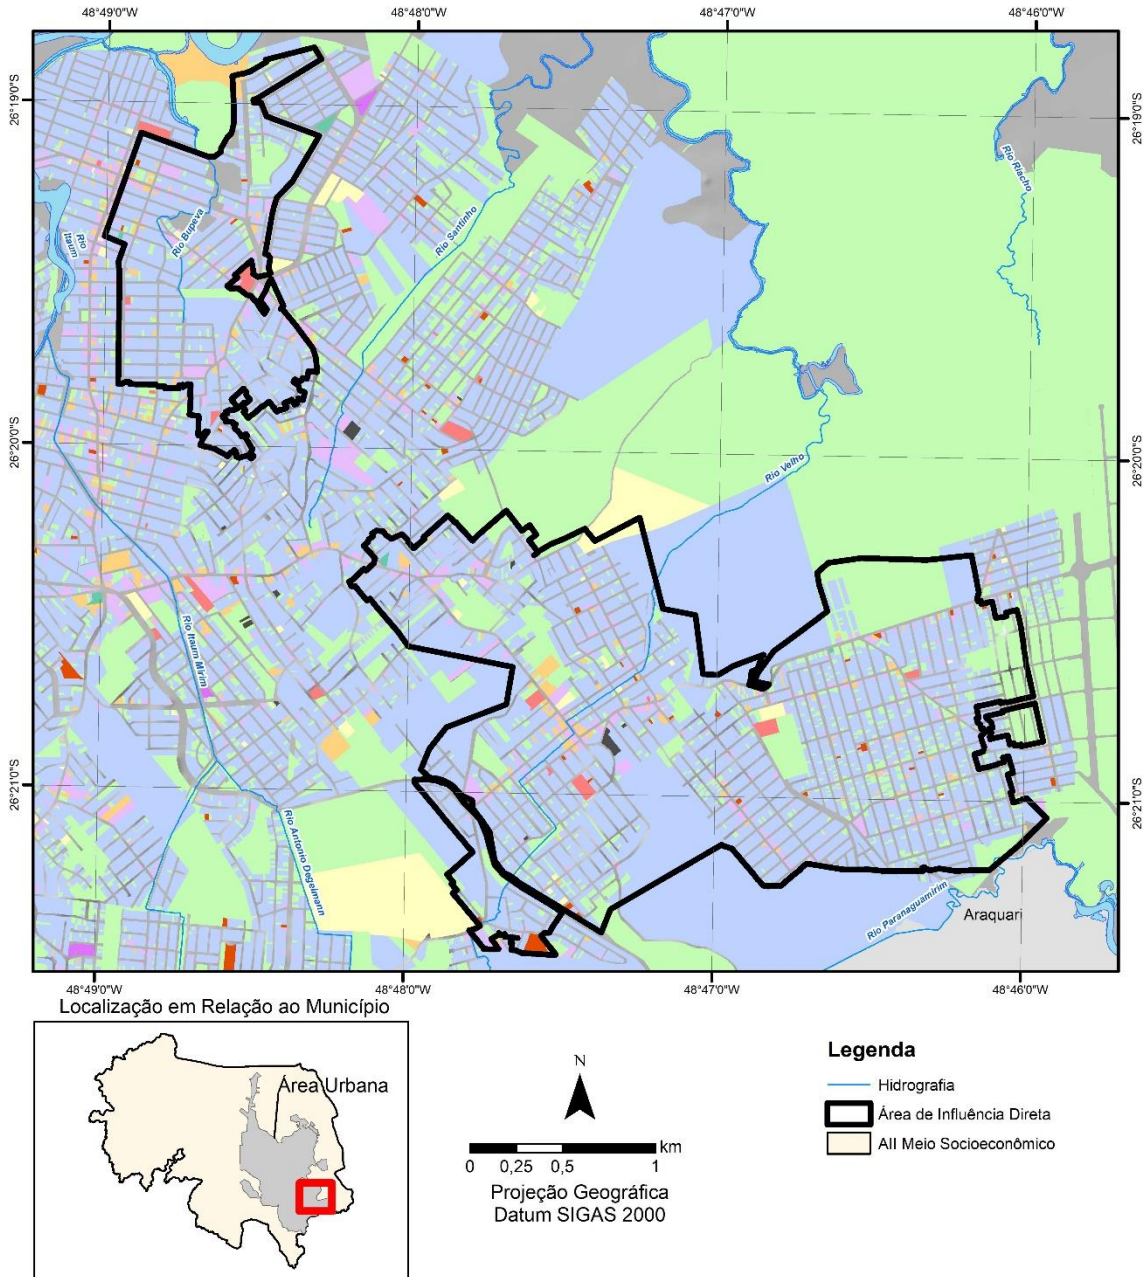 48°49'0"W 48°48'0"W 48°47'0"W 48°46'0"W
26°19'0"S
26°19'0"S
Rio Riacho
Rio Bupeva
Rio Itaum
Rio Santinho
26°20'0"S
26°20'0"S
Rio Velho
Rio Itaum Mirim
26°21'0"S
26°21'0"S
Rio Antonio Degelmann
Rio Paranaguamirim
Araquari
48°49'0"W 48°48'0"W 48°47'0"W 48°46'0"W
Localização em Relação ao Município
Área Urbana
N
km
0 0,25 0,5 1
Projeção Geográfica
Datum SIGAS 2000
Legenda
Hidrografia
Área de Influência Direta
AII Meio Socioeconômico